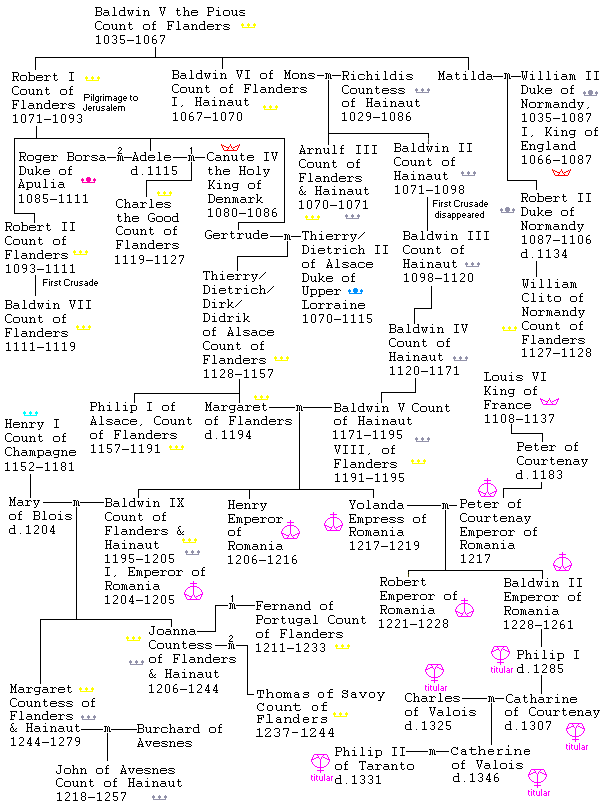 Baldwin V the Pious
Count of Flanders
1035—1067
Robert I
Count of
Flanders
1071—1093
Pilgrimage to
Jerusalem
Baldwin VI of Mons
Count of Flanders
I, Hainaut
1067—1070
m
Richildis
Countess
of Hainaut
1029—1086
Matilda
m
William II
Duke of
Normandy,
1035—1087
I, King of
England
1066—1087
Roger Borsa
Duke of
Apulia
1085—1111
2
m
Adele
d.1115
1
m
Canute IV
the Holy
King of
Denmark
1080—1086
Arnulf III
Count of
Flanders
& Hainaut
1070—1071
Baldwin II
Count of
Hainaut
1071—1098
First Crusade
disappeared
Robert II
Duke of
Normandy
1087—1106
d.1134
Charles
the Good
Count of
Flanders
1119—1127
Robert II
Count of
Flanders
1093—1111
First Crusade
Gertrude
m
Thierry/
Dietrich II
of Alsace
Duke of
Upper
Lorraine
1070—1115
Baldwin III
Count of
Hainaut
1098—1120
Baldwin VII
Count of
Flanders
1111—1119
Thierry/
Dietrich/
Dirk/
Didrik
of Alsace
Count of
Flanders
1128—1157
William
Clito of
Normandy
Count of
Flanders
1127—1128
Baldwin IV
Count of
Hainaut
1120—1171
Louis VI
King of
France
1108—1137
Philip I of
Alsace, Count
of Flanders
1157—1191
Margaret
of Flanders
d.1194
m
Baldwin V Count
of Hainaut
1171—1195
VIII, of
Flanders
1191—1195
Henry I
Count of
Champagne
1152—1181
Peter of
Courtenay
d.1183
Mary
of Blois
d.1204
m
Baldwin IX
Count of
Flanders &
Hainaut
1195—1205
I, Emperor of
Romania
1204—1205
Henry
Emperor
of
Romania
1206—1216
Yolanda
Empress of
Romania
1217—1219
m
Peter of
Courtenay
Emperor of
Romania
1217
Robert
Emperor of
Romania
1221—1228
Baldwin II
Emperor of
Romania
1228—1261
Joanna
Countess
of Flanders
& Hainaut
1206—1244
1
m
Fernand of
Portugal Count
of Flanders
1211—1233
2
m
Thomas of Savoy
Count of
Flanders
1237—1244
Philip I
d.1285
titular
Margaret
Countess of
Flanders
& Hainaut
1244—1279
m
Burchard of
Avesnes
titular
Charles
of Valois
d.1325
m
Catharine
of Courtenay
d.1307
titular
John of Avesnes
Count of Hainaut
1218—1257
titular
Philip II
of Taranto
d.1331
m
Catherine
of Valois
d.1346
titular